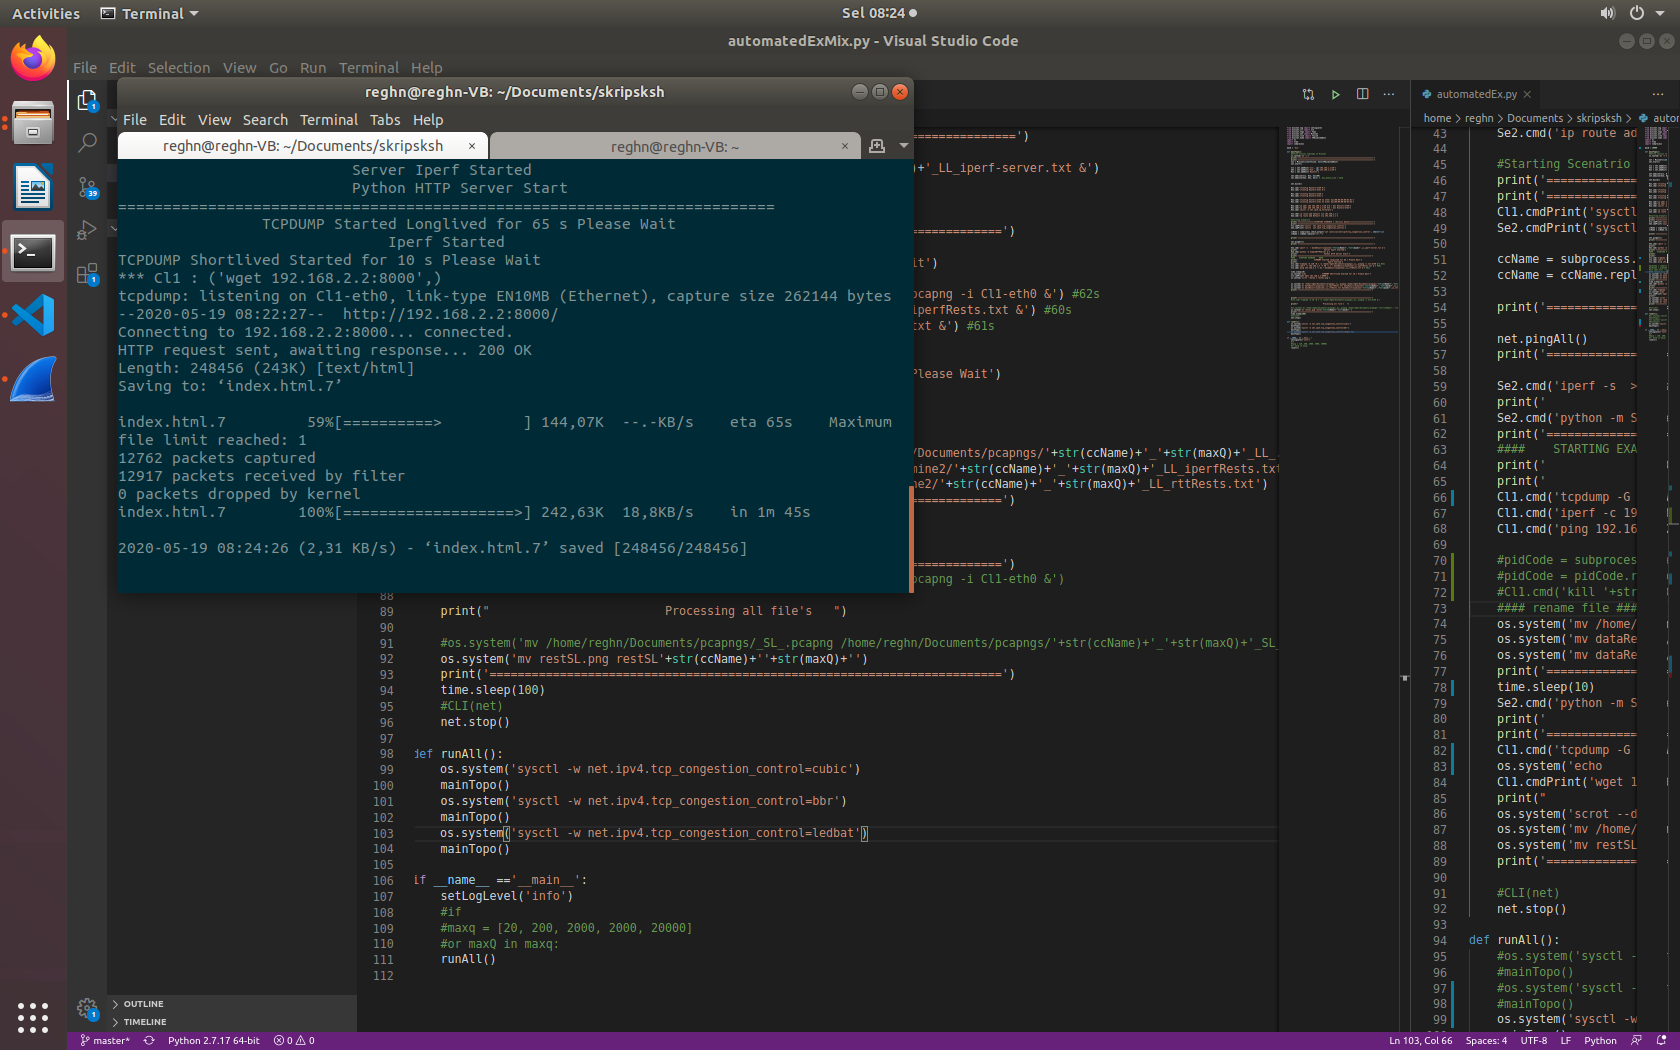 Activities
Terminal
Sel 08:24
automatedExMix.py - Visual Studio Code
File Edit Selection View Go Run Terminal Help
reghn@reghn-VB: ~/Documents/skripsksh
File Edit View Search Terminal Tabs Help
reghn@reghn-VB: ~/Documents/skripsksh ×
reghn@reghn-VB: ~ ×
Server Iperf Started
Python HTTP Server Start
=========================================================================
TCPDUMP Started Longlived for 65 s Please Wait
Iperf Started
TCPDUMP Shortlived Started for 10 s Please Wait
*** Cl1 : ('wget 192.168.2.2:8000',)
tcpdump: listening on Cl1-eth0, link-type EN10MB (Ethernet), capture size 262144 bytes
--2020-05-19 08:22:27--  http://192.168.2.2:8000/
Connecting to 192.168.2.2:8000... connected.
HTTP request sent, awaiting response... 200 OK
Length: 248456 (243K) [text/html]
Saving to: ‘index.html.7’
index.html.7         59%[==========>         ] 144,07K  --.-KB/s    eta 65s    Maximum
file limit reached: 1
12762 packets captured
12917 packets received by filter
0 packets dropped by kernel
index.html.7        100%[===================>] 242,63K  18,8KB/s    in 1m 45s
2020-05-19 08:24:26 (2,31 KB/s) - ‘index.html.7’ saved [248456/248456]
==============')
+'_LL_iperf-server.txt &')
=============')
it')
ocapng -i Cl1-eth0 &') #62s
iperfRests.txt &') #60s
xt &') #61s
Please Wait')
/Documents/pcapngs/'+str(ccName)+'_'+str(maxQ)+'_LL_.
mine2/'+str(ccName)+'_'+str(maxQ)+'_LL_iperfRests.txt
ne2/'+str(ccName)+'_'+str(maxQ)+'_LL_rttRests.txt')
=============')
=============')
ocapng -i Cl1-eth0 &')
88
89 print("                         Processing all file's   ")
90
91 #os.system('mv /home/reghn/Documents/pcapngs/_SL_.pcapng /home/reghn/Documents/pcapngs/'+str(ccName)+'_'+str(maxQ)+'_SL_
92 os.system('mv restSL.png restSL'+str(ccName)+''+str(maxQ)+'')
93 print('=========================================================================')
94 time.sleep(100)
95 #CLI(net)
96 net.stop()
97
98 def runAll():
99 os.system('sysctl -w net.ipv4.tcp_congestion_control=cubic')
100 mainTopo()
101 os.system('sysctl -w net.ipv4.tcp_congestion_control=bbr')
102 mainTopo()
103 os.system('sysctl -w net.ipv4.tcp_congestion_control=ledbat')
104 mainTopo()
105
106 if __name__ =='__main__':
107 setLogLevel('info')
108 #if
109 #maxq = [20, 200, 2000, 2000, 20000]
110 #or maxQ in maxq:
111 runAll()
112
automatedEx.py ×
home > reghn > Documents > skripsksh > autom
43 Se2.cmd('ip route ad
44
45 #Starting Scenatrio
46 print('=============
47 print('=============
48 Cl1.cmdPrint('sysctl
49 Se2.cmdPrint('sysctl
50
51 ccName = subprocess.
52 ccName = ccName.repl
53
54 print('=============
55
56 net.pingAll()
57 print('=============
58
59 Se2.cmd('iperf -s  >
60 print('
61 Se2.cmd('python -m S
62 print('=============
63 ####    STARTING EXA
64 print('
65 print('
66 Cl1.cmd('tcpdump -G
67 Cl1.cmd('iperf -c 19
68 Cl1.cmd('ping 192.16
69
70 #pidCode = subproces
71 #pidCode = pidCode.r
72 #Cl1.cmd('kill '+str
73 #### rename file ###
74 os.system('mv /home/
75 os.system('mv dataRe
76 os.system('mv dataRe
77 print('=============
78 time.sleep(10)
79 Se2.cmd('python -m S
80 print('
81 print('=============
82 Cl1.cmd('tcpdump -G
83 os.system('echo
84 Cl1.cmdPrint('wget 1
85 print("
86 os.system('scrot --d
87 os.system('mv /home/
88 os.system('mv restSL
89 print('=============
90
91 #CLI(net)
92 net.stop()
93
94 def runAll():
95 #os.system('sysctl -
96 #mainTopo()
97 #os.system('sysctl -
98 #mainTopo()
99 os.system('sysctl -w
1
39
1
1
OUTLINE
TIMELINE
master*
Python 2.7.17 64-bit
0 0
Ln 103, Col 66
Spaces: 4
UTF-8
LF
Python